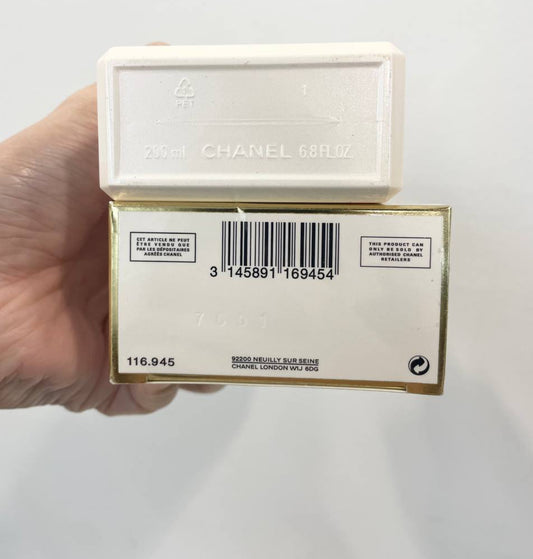 PET
1
200 ml CHANEL 6.8 FL.OZ.
CET ARTICLE NE PEUT
ÊTRE VENDU QUE
PAR LES DÉPOSITAIRES
AGRÉÉS CHANEL
THIS PRODUCT CAN
ONLY BE SOLD BY
AUTHORISED CHANEL
RETAILERS
3 145891 169454
116.945
92200 NEUILLY SUR SEINE
CHANEL LONDON W1J 6DG